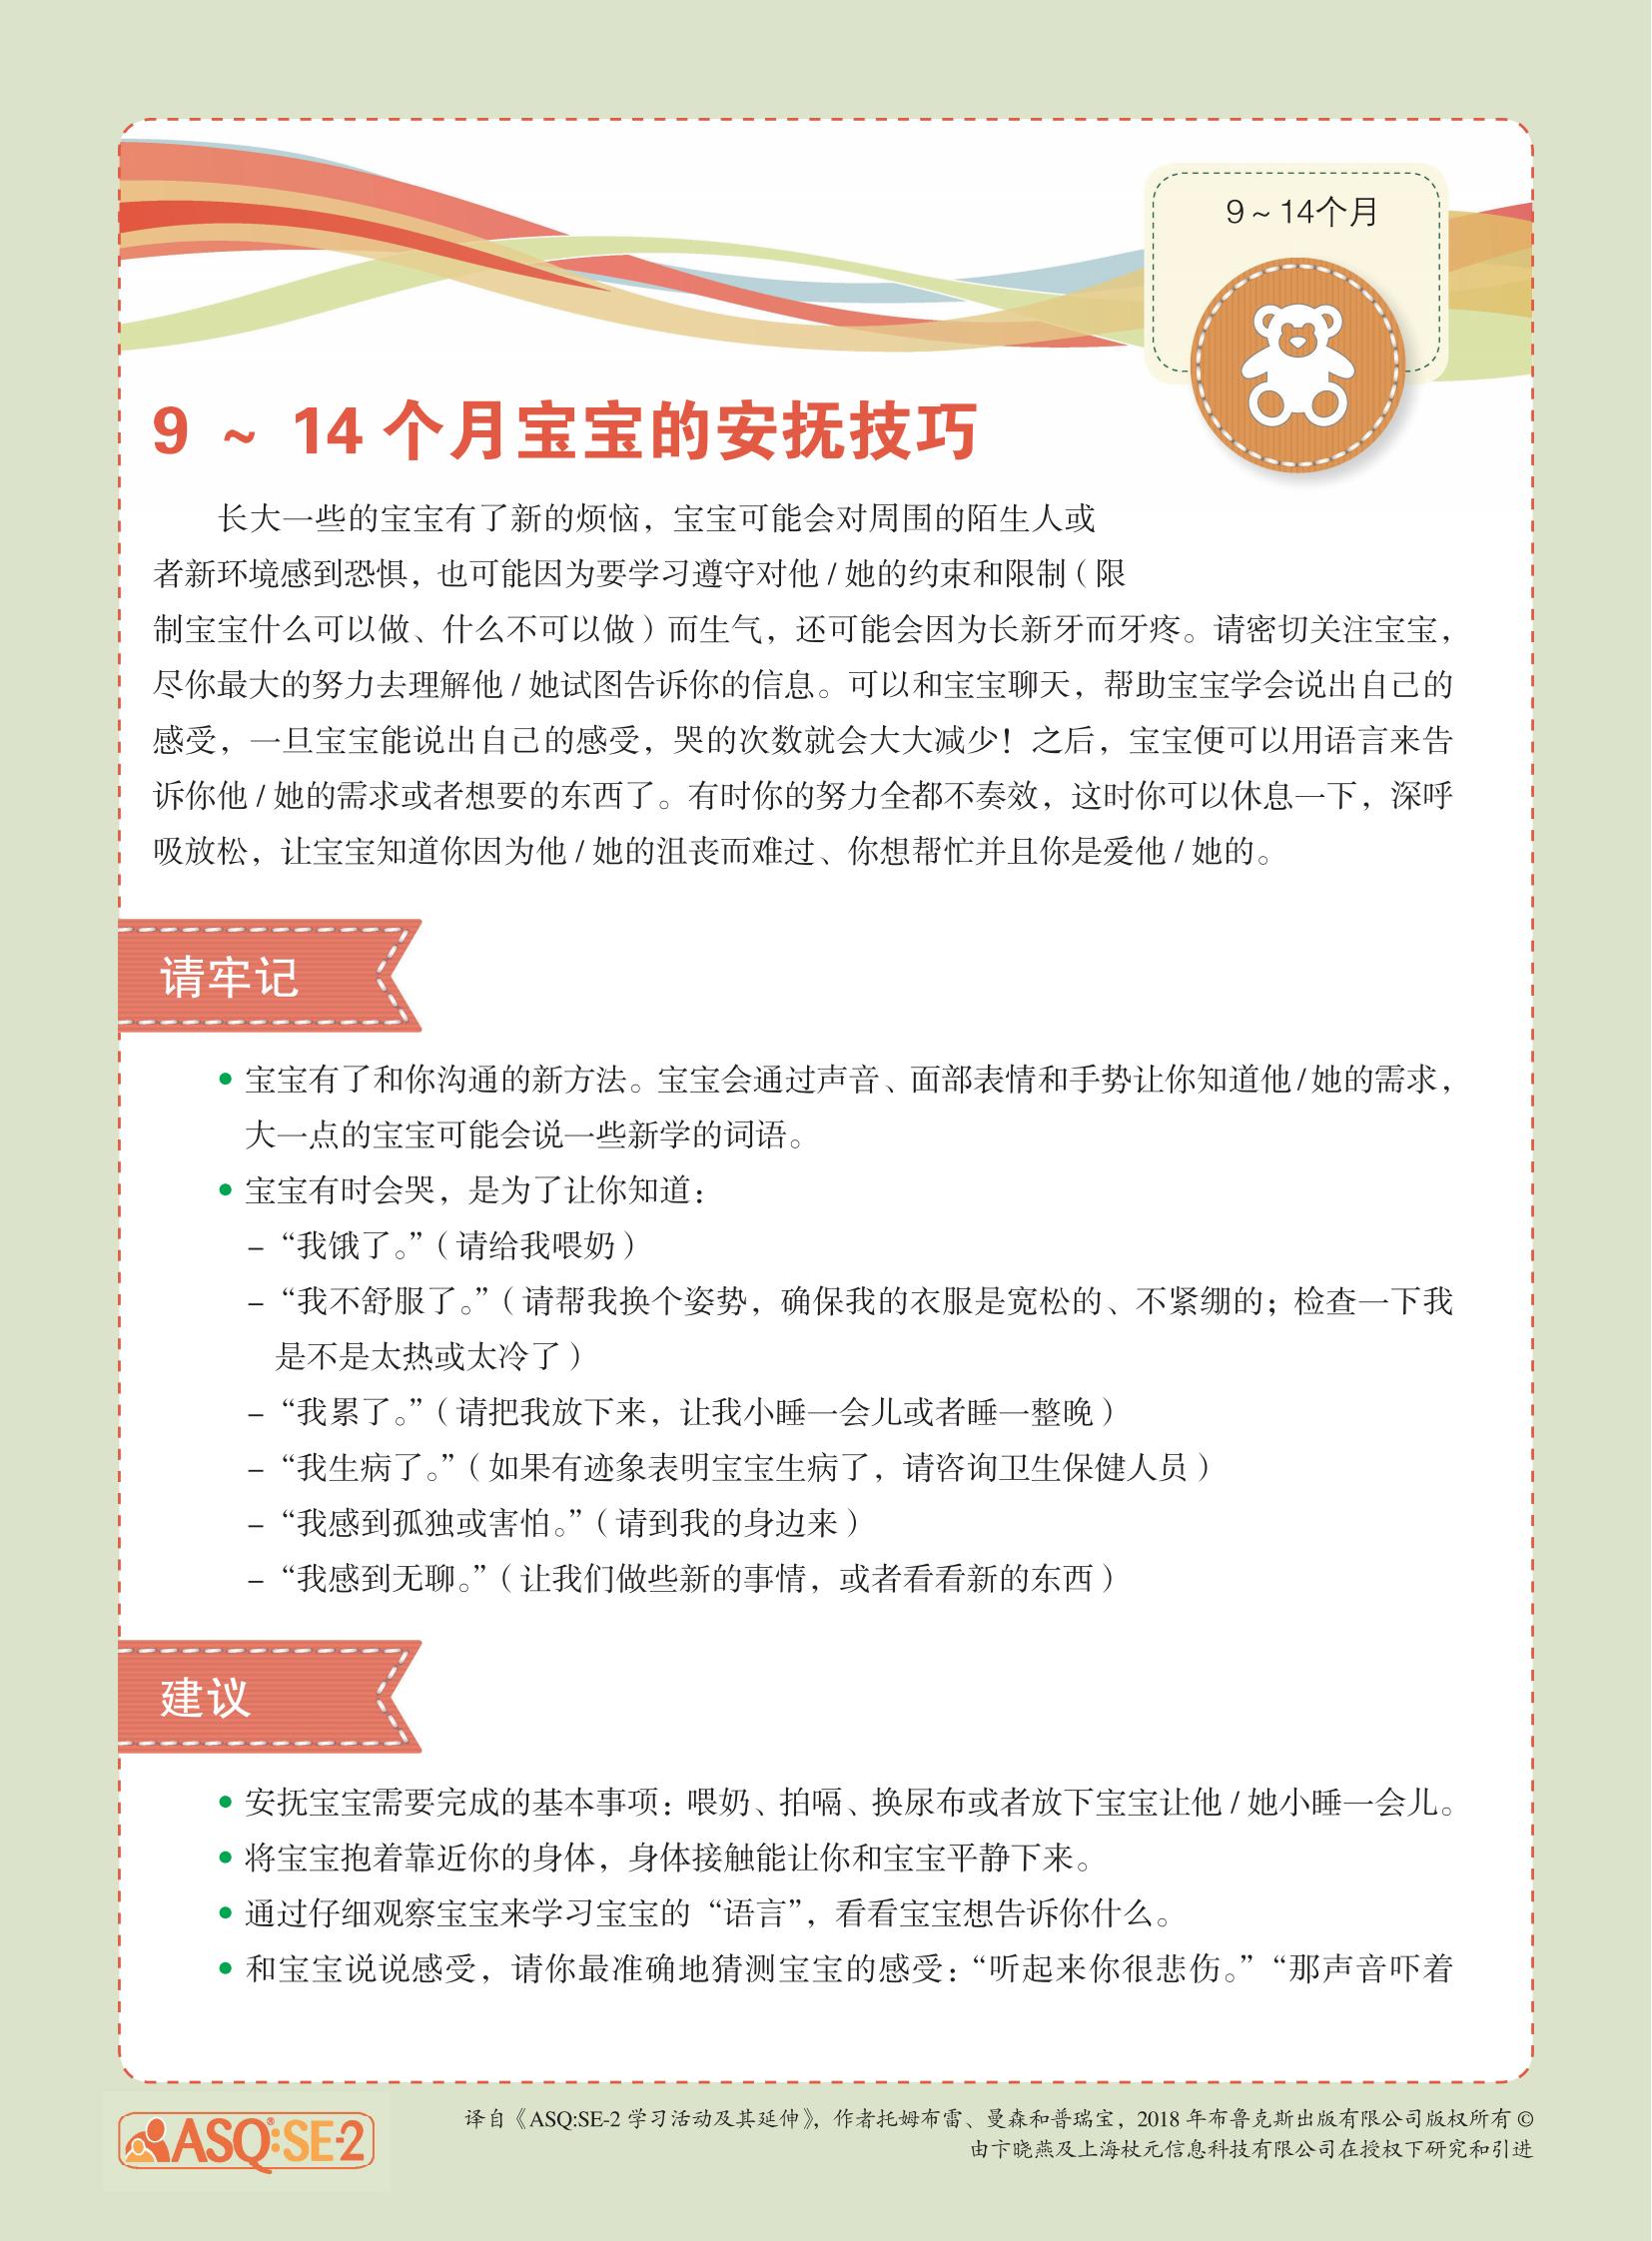 9 ~ 14个月
9 ~ 14 个月宝宝的安抚技巧
长大一些的宝宝有了新的烦恼，宝宝可能会对周围的陌生人或
者新环境感到恐惧，也可能因为要学习遵守对他 / 她的约束和限制（限
制宝宝什么可以做、什么不可以做）而生气，还可能会因为长新牙而牙疼。请密切关注宝宝，
尽你最大的努力去理解他 / 她试图告诉你的信息。可以和宝宝聊天，帮助宝宝学会说出自己的
感受，一旦宝宝能说出自己的感受，哭的次数就会大大减少！之后，宝宝便可以用语言来告
诉你他 / 她的需求或者想要的东西了。有时你的努力全都不奏效，这时你可以休息一下，深呼
吸放松，让宝宝知道你因为他 / 她的沮丧而难过、你想帮忙并且你是爱他 / 她的。
请牢记
• 宝宝有了和你沟通的新方法。宝宝会通过声音、面部表情和手势让你知道他/她的需求，
大一点的宝宝可能会说一些新学的词语。
• 宝宝有时会哭，是为了让你知道：
– “我饿了。”（请给我喂奶）
– “我不舒服了。”（请帮我换个姿势，确保我的衣服是宽松的、不紧绷的；检查一下我
是不是太热或太冷了）
– “我累了。”（请把我放下来，让我小睡一会儿或者睡一整晚）
– “我生病了。”（如果有迹象表明宝宝生病了，请咨询卫生保健人员）
– “我感到孤独或害怕。”（请到我的身边来）
– “我感到无聊。”（让我们做些新的事情，或者看看新的东西）
建议
• 安抚宝宝需要完成的基本事项：喂奶、拍嗝、换尿布或者放下宝宝让他 / 她小睡一会儿。
• 将宝宝抱着靠近你的身体，身体接触能让你和宝宝平静下来。
• 通过仔细观察宝宝来学习宝宝的“语言”，看看宝宝想告诉你什么。
• 和宝宝说说感受，请你最准确地猜测宝宝的感受：“听起来你很悲伤。”“那声音吓着
ASQ:SE-2
译自《ASQ:SE-2 学习活动及其延伸》，作者托姆布雷、曼森和普瑞宝，2018 年布鲁克斯出版有限公司版权所有 ©
由卞晓燕及上海杖元信息科技有限公司在授权下研究和引进